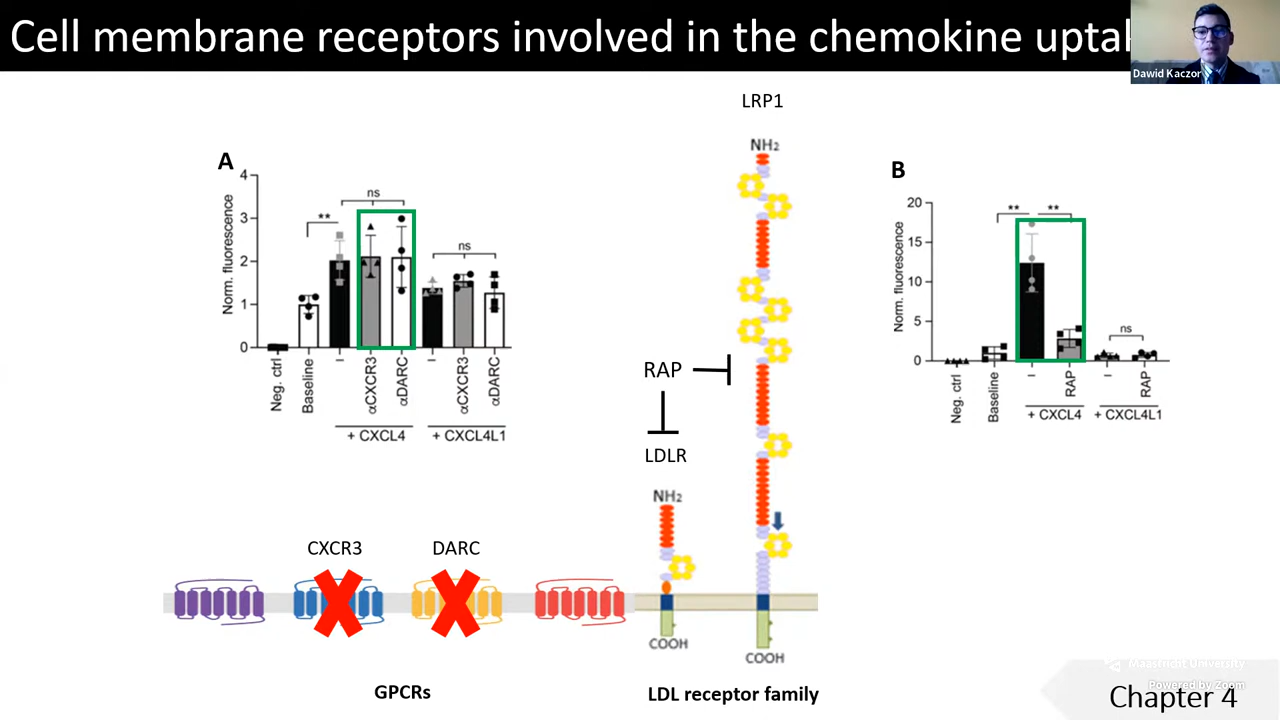 Cell membrane receptors involved in the chemokine uptak
Dawid Kaczor
LRP1
NH2
A
4
3
2
1
0
Norm. fluorescence
**
ns
ns
Neg. ctrl
Baseline
-
αCXCR3
αDARC
-
αCXCR3
αDARC
+ CXCL4
+ CXCL4L1
B
20
15
10
5
0
Norm. fluorescence
**
**
ns
Neg. ctrl
Baseline
-
RAP
-
RAP
+ CXCL4
+ CXCL4L1
RAP
LDLR
NH2
CXCR3
DARC
COOH
COOH
GPCRs
LDL receptor family
Maastricht University
Powered by Zoom
Chapter 4